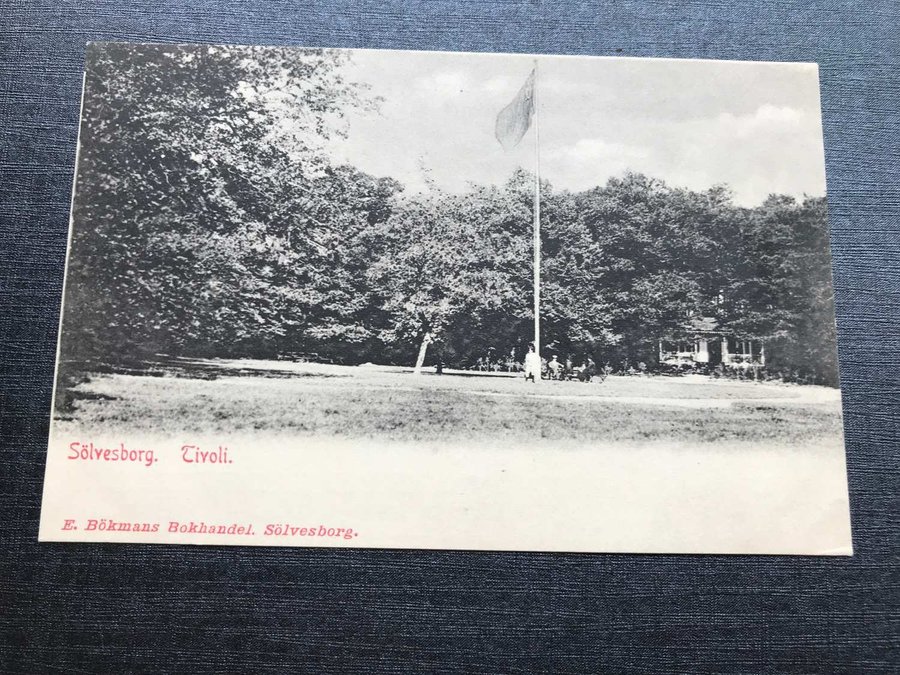 Sölvesborg. Tivoli.
E. Bökmans Bokhandel. Sölvesborg.